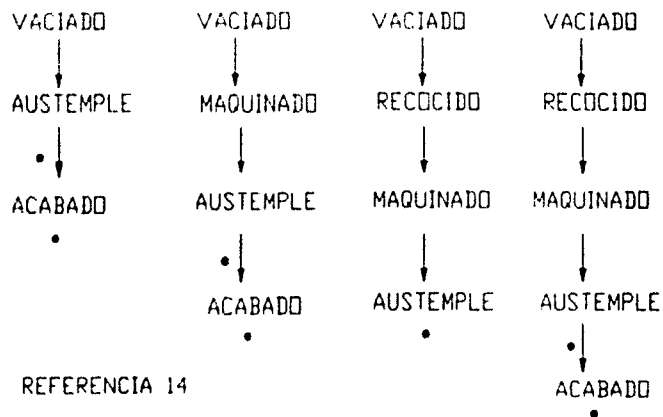 VACIADO VACIADO VACIADO VACIADO
AUSTEMPLE MAQUINADO RECOCIDO RECOCIDO
ACABADO AUSTEMPLE MAQUINADO MAQUINADO
ACABADO AUSTEMPLE AUSTEMPLE
REFERENCIA 14
ACABADO